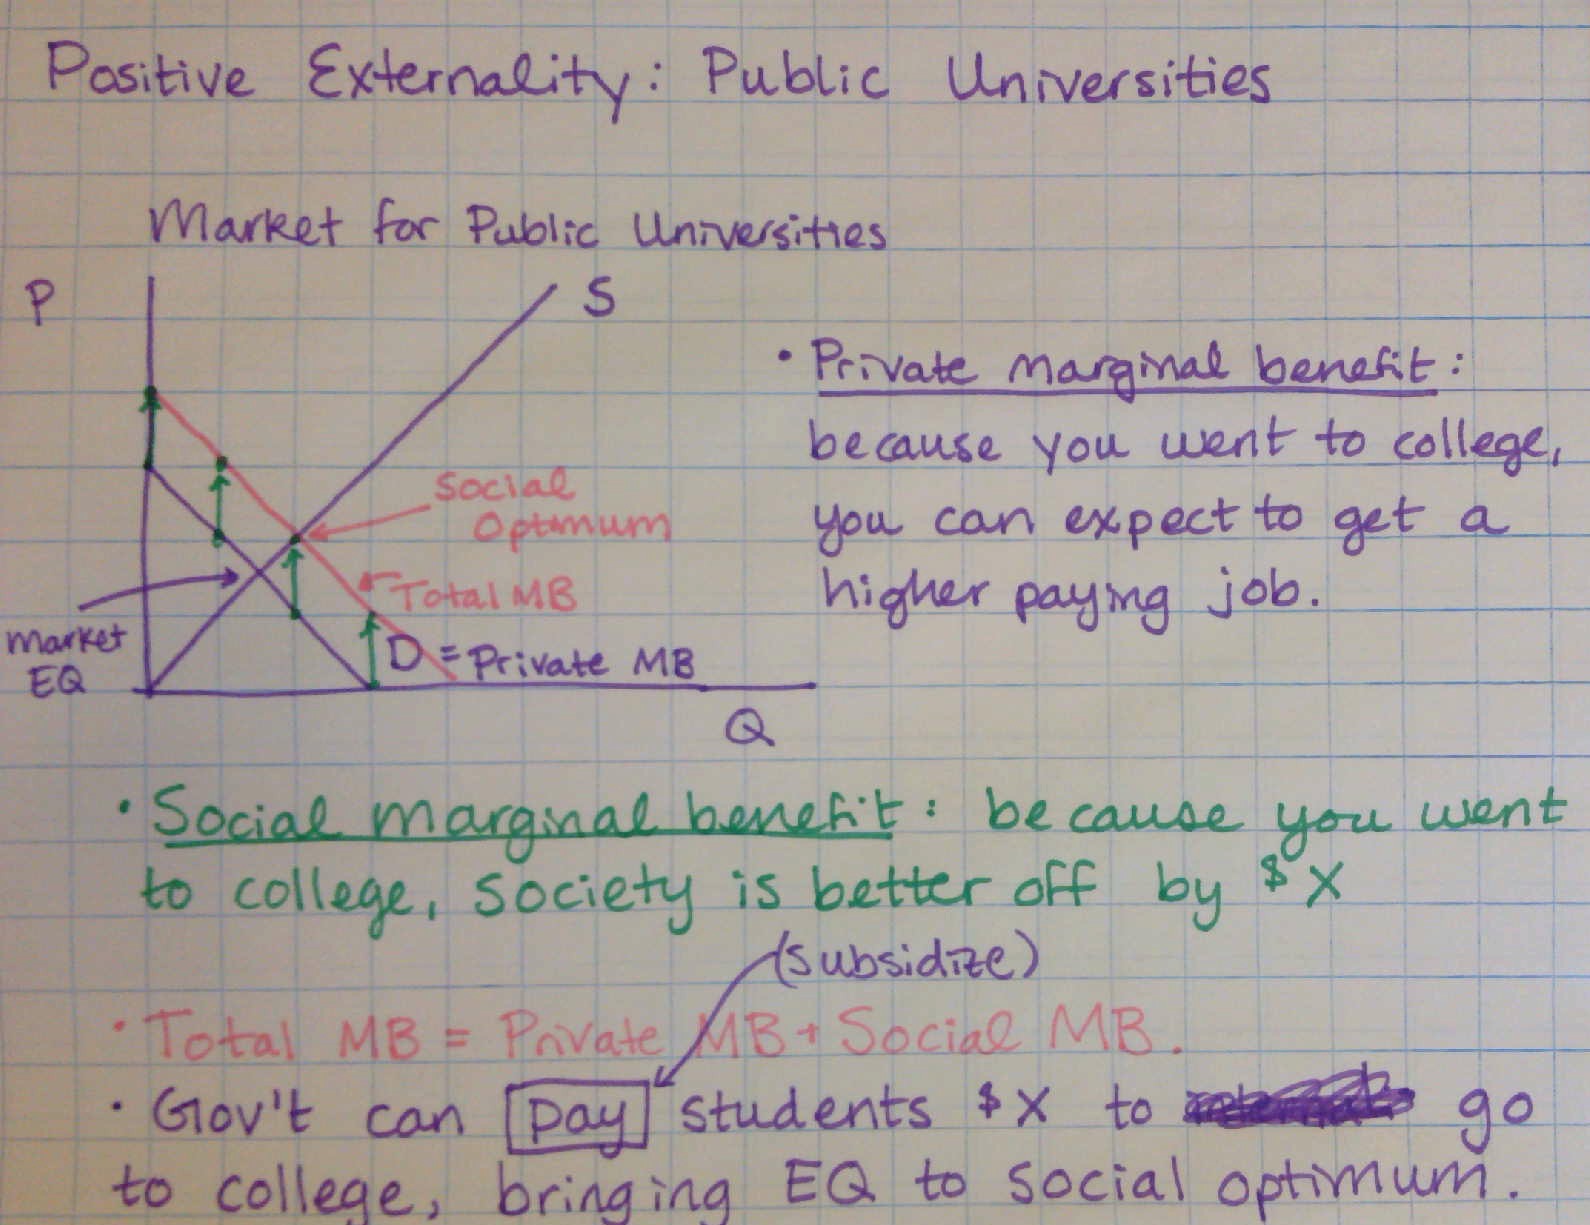 Positive Externality: Public Universities
Market for Public Universities
P
S
Social
Optimum
Total MB
Market
EQ
D = Private MB
Q
• Private marginal benefit:
because you went to college,
you can expect to get a
higher paying job.
• Social marginal benefit: because you went
to college, society is better off by $X
(subsidize)
• Total MB = Private MB + Social MB.
• Gov't can pay students $X to go
to college, bringing EQ to social optimum.